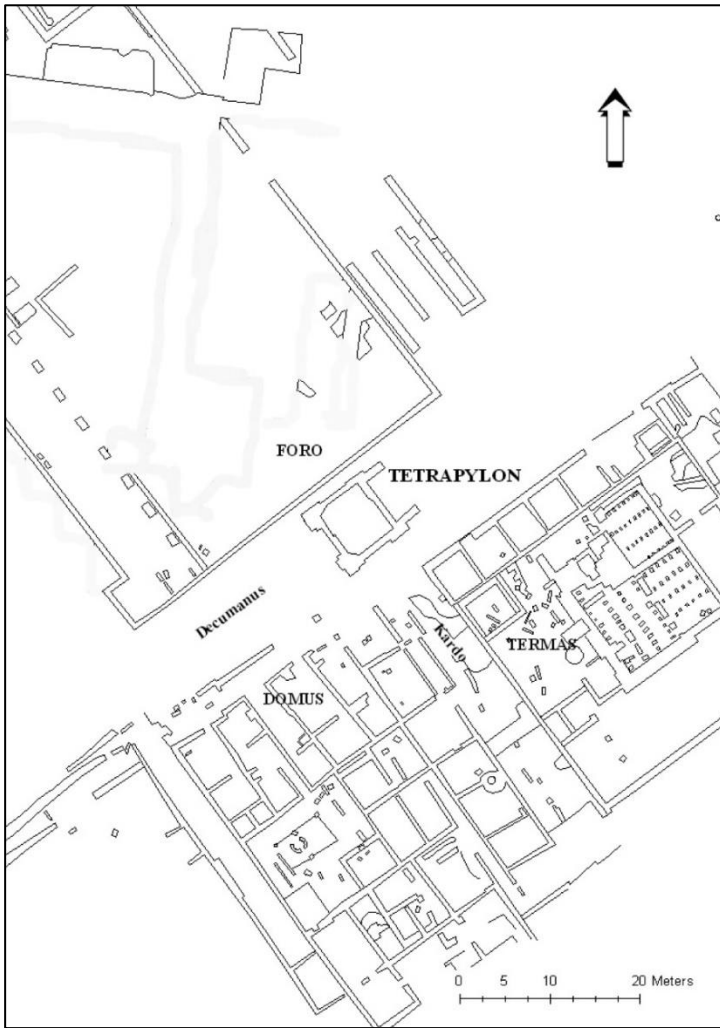 FORO
TETRAPYLON
Decumanus
Kardo
TERMAS
DOMUS
0 5 10 20 Meters